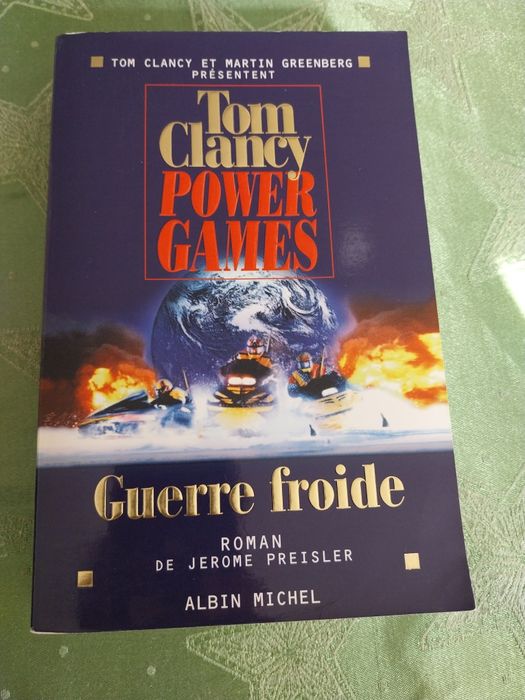 TOM CLANCY ET MARTIN GREENBERG
PRÉSENTENT
Tom
Clancy
POWER
GAMES
Guerre froide
ROMAN
DE JEROME PREISLER
ALBIN MICHEL